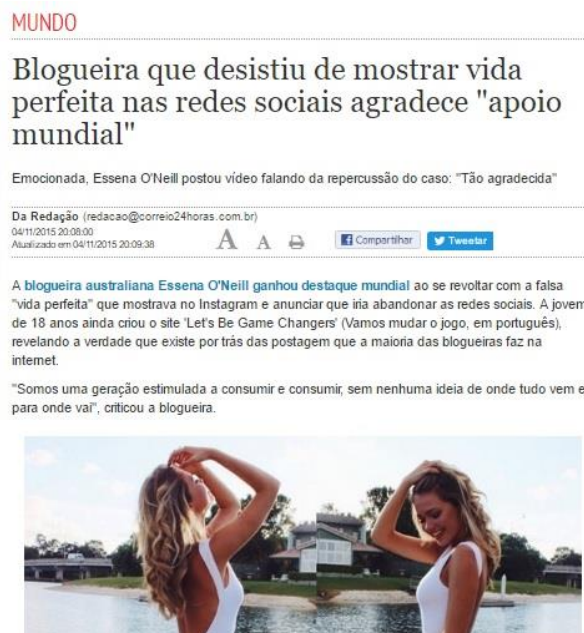 MUNDO
Blogueira que desistiu de mostrar vida
perfeita nas redes sociais agradece "apoio
mundial"
Emocionada, Essena O'Neill postou vídeo falando da repercussão do caso: "Tão agradecida"
Da Redação (redacao@correio24horas.com.br)
04/11/2015 20:08:00
Atualizado em 04/11/2015 20:09:38
A A
Compartilhar
Tweetar
A blogueira australiana Essena O'Neill ganhou destaque mundial ao se revoltar com a falsa
"vida perfeita" que mostrava no Instagram e anunciar que iria abandonar as redes sociais. A jovem
de 18 anos ainda criou o site 'Let's Be Game Changers' (Vamos mudar o jogo, em português),
revelando a verdade que existe por trás das postagem que a maioria das blogueiras faz na
internet.
"Somos uma geração estimulada a consumir e consumir, sem nenhuma ideia de onde tudo vem e
para onde vai", criticou a blogueira.